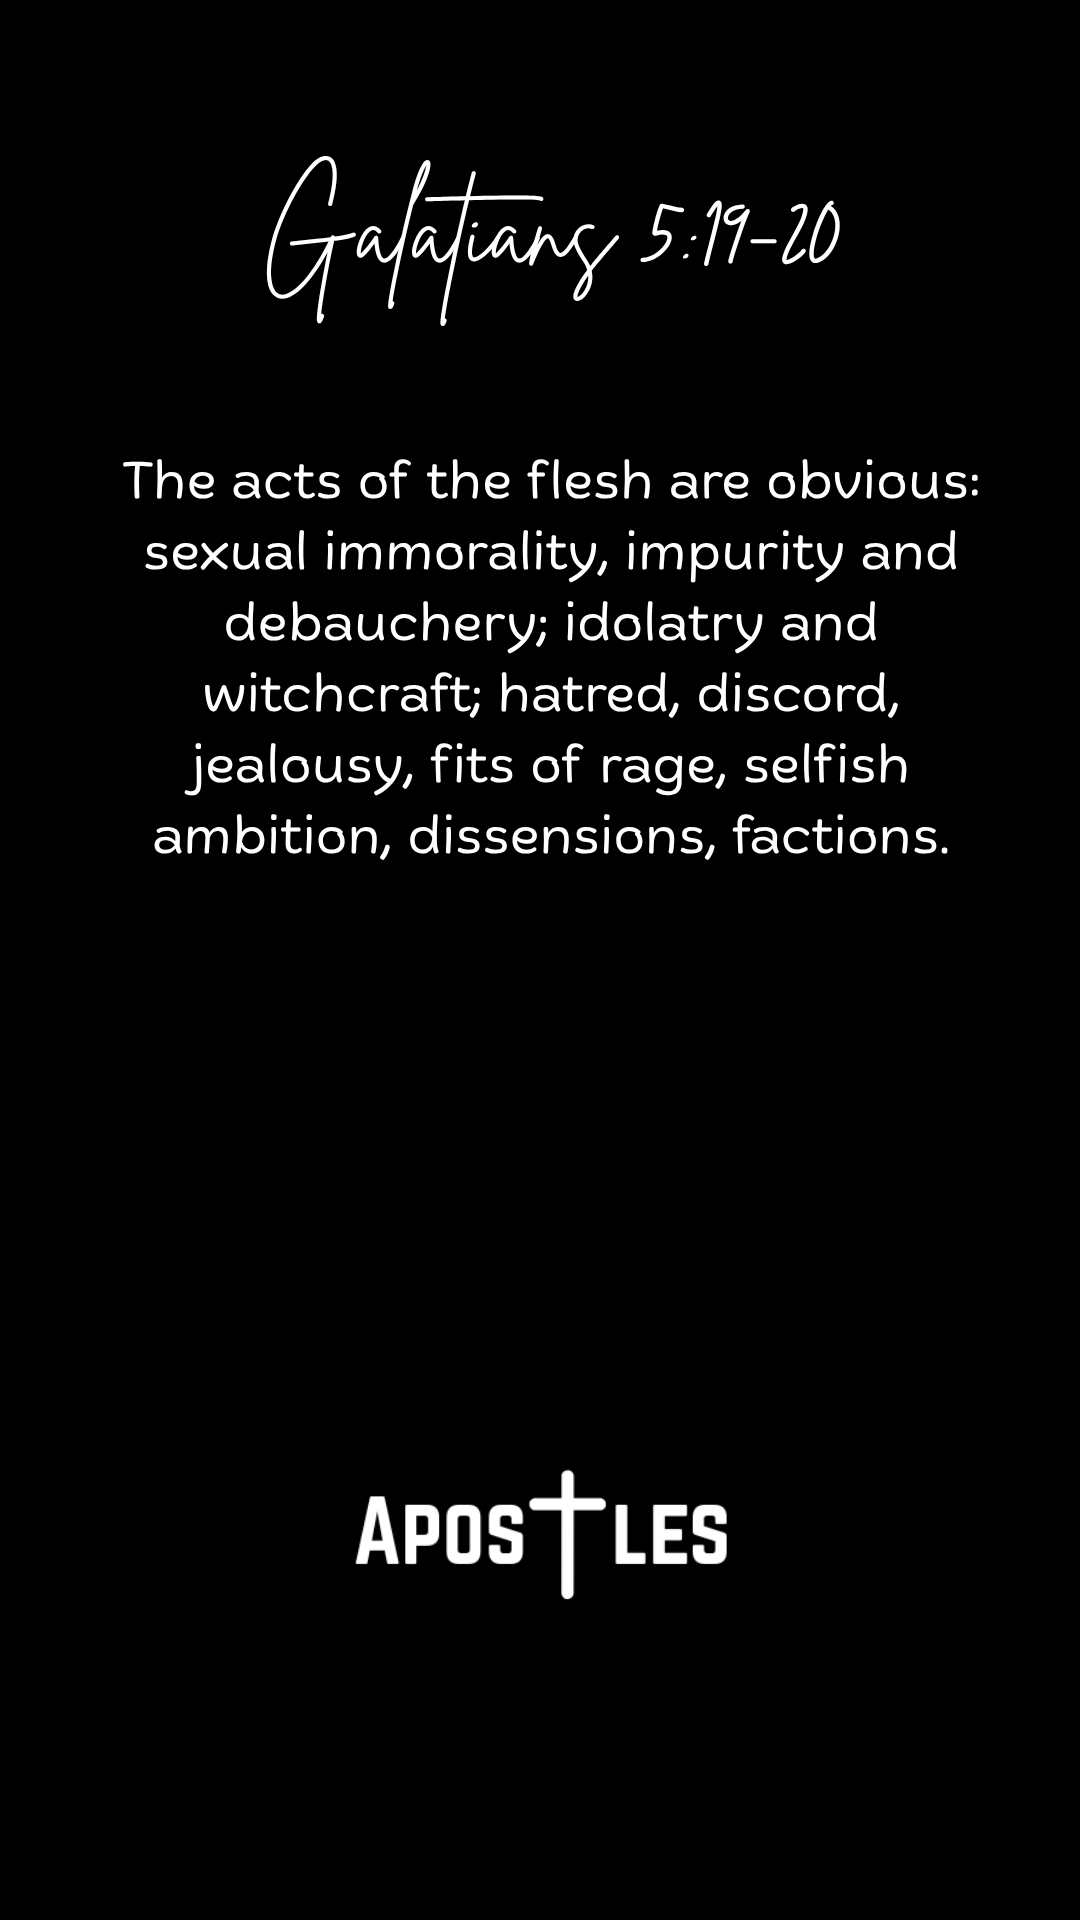 Galatians 5:19-20
The acts of the flesh are obvious:
sexual immorality, impurity and
debauchery; idolatry and
witchcraft; hatred, discord,
jealousy, fits of rage, selfish
ambition, dissensions, factions.
APOSTLES